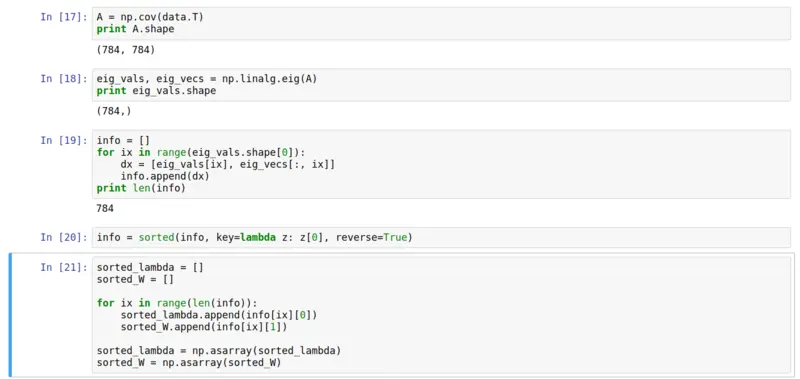 In [17]: A = np.cov(data.T)
print A.shape
(784, 784)
In [18]: eig_vals, eig_vecs = np.linalg.eig(A)
print eig_vals.shape
(784,)
In [19]: info = []
for ix in range(eig_vals.shape[0]):
    dx = [eig_vals[ix], eig_vecs[:, ix]]
    info.append(dx)
print len(info)
784
In [20]: info = sorted(info, key=lambda z: z[0], reverse=True)
In [21]: sorted_lambda = []
sorted_W = []
for ix in range(len(info)):
    sorted_lambda.append(info[ix][0])
    sorted_W.append(info[ix][1])
sorted_lambda = np.asarray(sorted_lambda)
sorted_W = np.asarray(sorted_W)